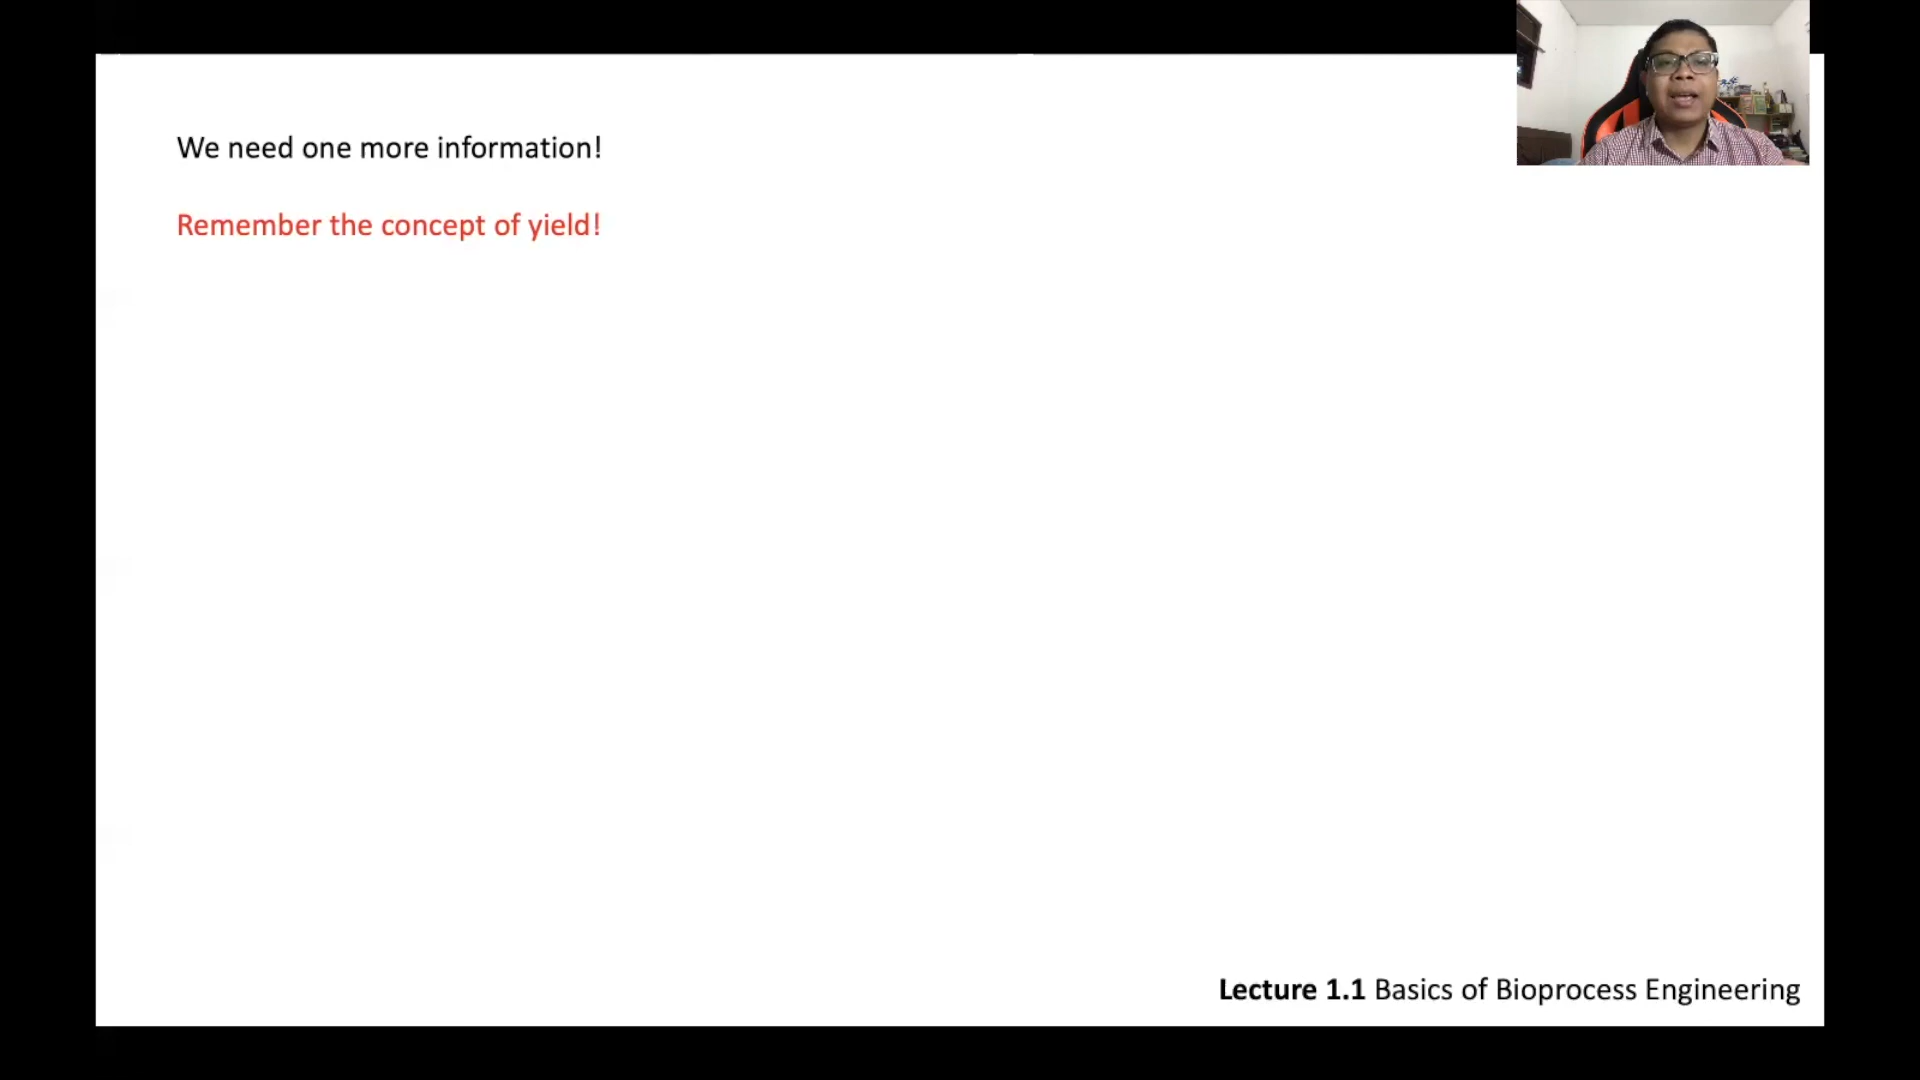 We need one more information!
Remember the concept of yield!
Lecture 1.1 Basics of Bioprocess Engineering